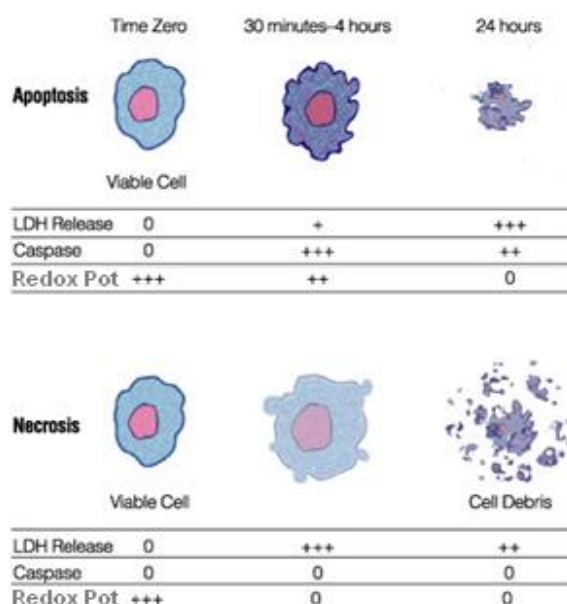 Time Zero 30 minutes–4 hours 24 hours
Apoptosis
Viable Cell
LDH Release 0 + +++
Caspase 0 +++ ++
Redox Pot +++ ++ 0
Necrosis
Viable Cell Cell Debris
LDH Release 0 +++ ++
Caspase 0 0 0
Redox Pot +++ 0 0